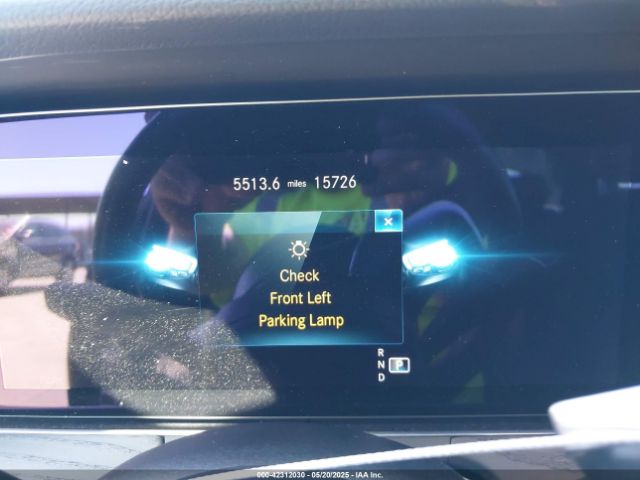 5513.6 miles 15726
x
Check
Front Left
Parking Lamp
R
N P
D
000-42312030 - 05/20/2025 - IAA Inc.